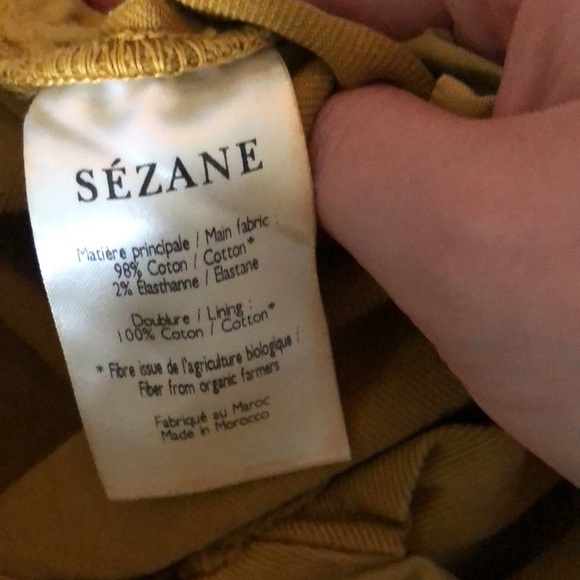 SÉZANE
Matière principale / Main fabric :
98% Coton / Cotton*
2% Élasthanne / Elastane
Doublure / Lining :
100% Coton / Cotton*
* Fibre issue de l'agriculture biologique /
Fiber from organic farmers
Fabriqué au Maroc
Made in Morocco